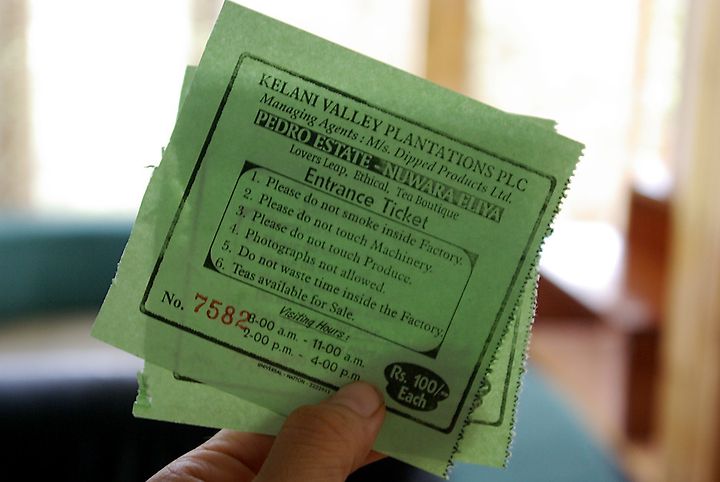 KELANI VALLEY PLANTATIONS PLC
Managing Agents : M/s. Dipped Products Ltd.
PEDRO ESTATE - NUWARA ELIYA
Lovers Leap, Ethical, Tea Boutique
Entrance Ticket
1. Please do not smoke inside Factory.
2. Please do not touch Machinery.
3. Please do not touch Produce.
4. Photographs not allowed.
5. Do not waste time inside the Factory.
6. Teas available for Sale.
No. 7582
Visiting Hours :
8-00 a.m. - 11-00 a.m.
2-00 p.m. - 4-00 p.m
Rs. 100/=
Each
UNIVERSAL - NATION -